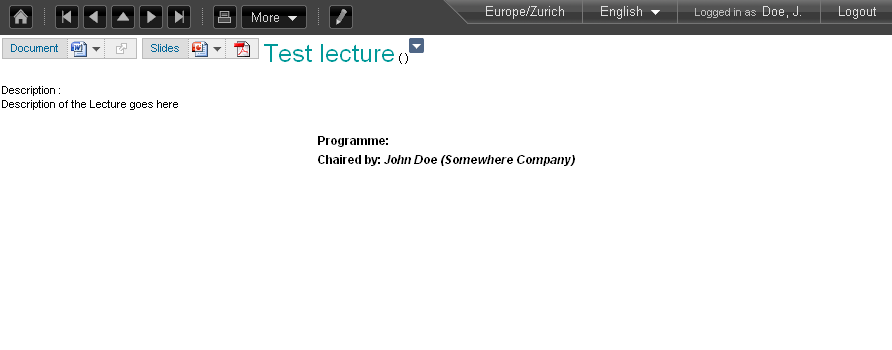 More Europe/Zurich English Logged in as Doe, J. Logout
Document Slides Test lecture ()
Description :
Description of the Lecture goes here
Programme:
Chaired by: John Doe (Somewhere Company)